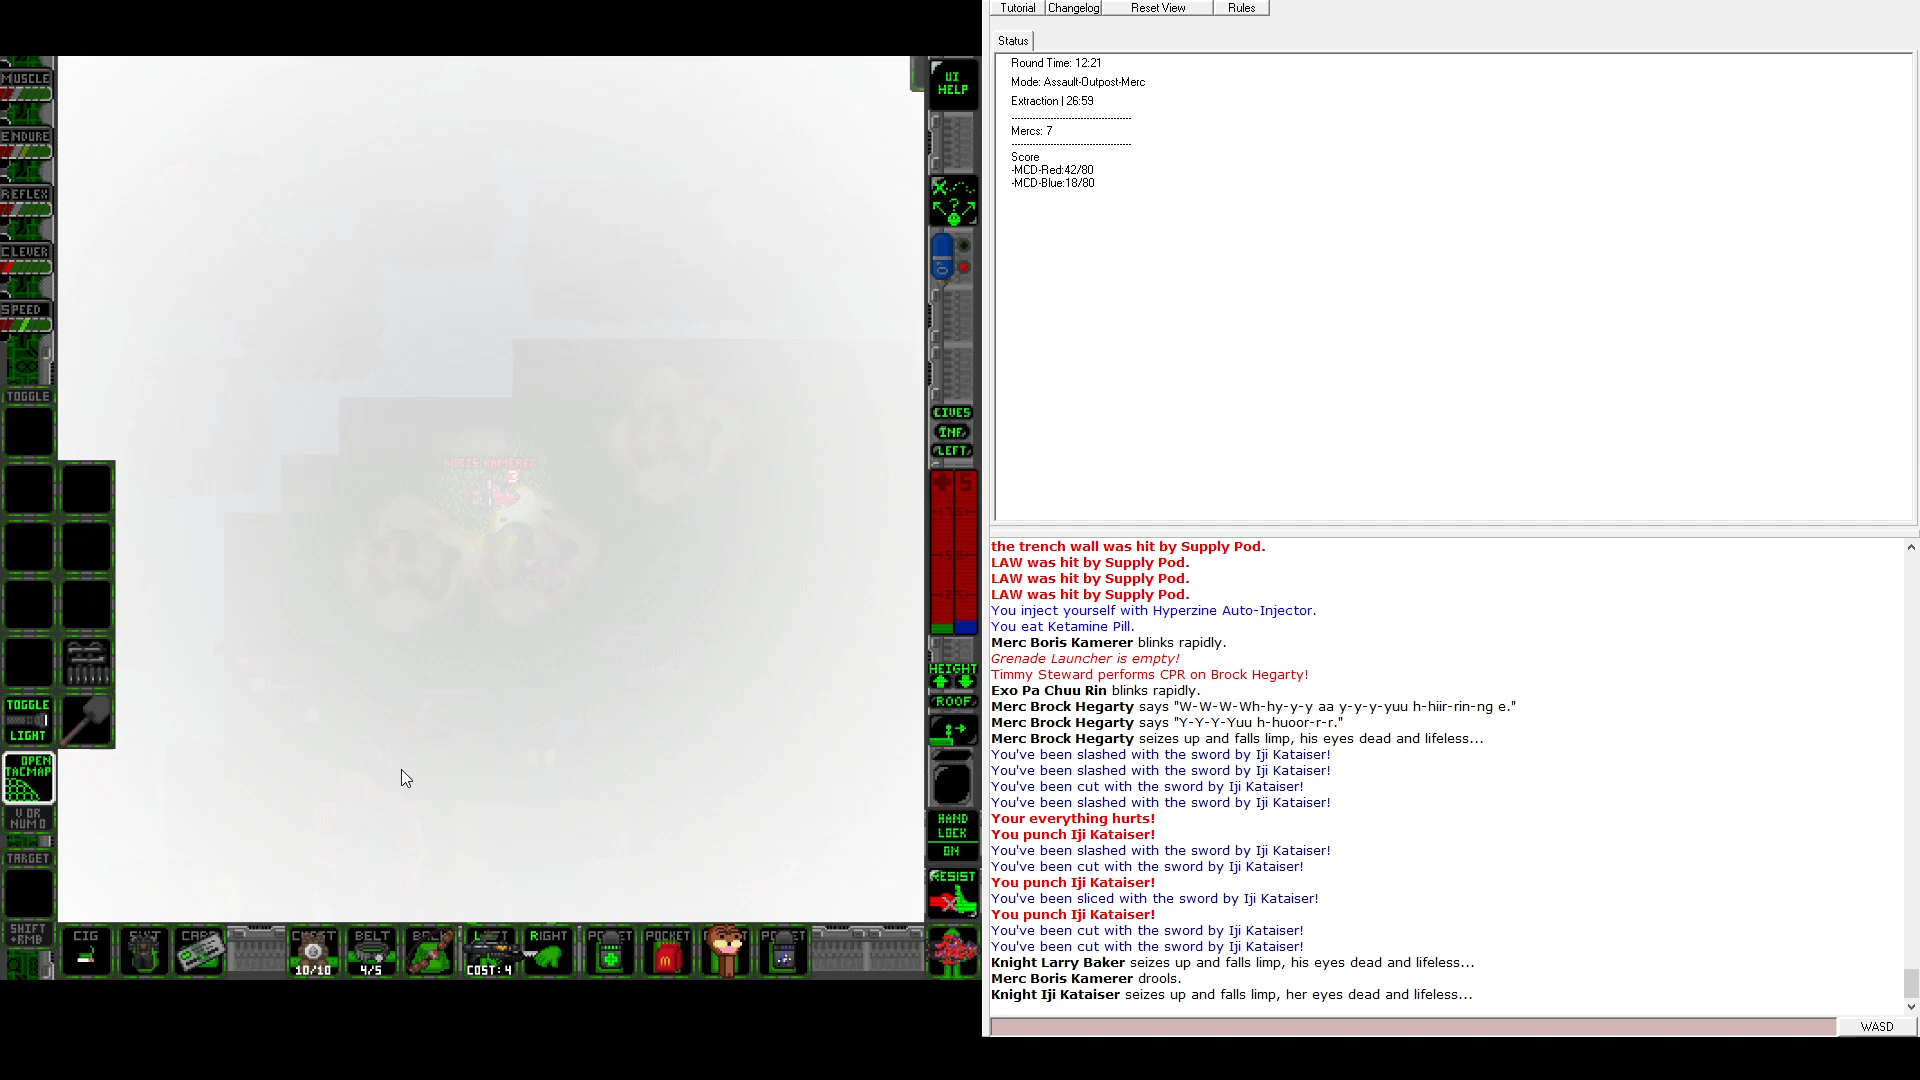 Tutorial
Changelog
Reset View
Rules
Status
Round Time: 12:21
Mode: Assault-Outpost-Merc
Extraction | 26:59
Mercs: 7
Score
-MCD-Red:42/80
-MCD-Blue:18/80
MUSCLE
ENDURE
REFLEX
CLEVER
SPEED
TOGGLE
TOGGLE
LIGHT
OPEN
TACMAP
V OR
NUM 0
TARGET
SHIFT
+RMB
BORIS KAMERER
3
UI
HELP
LIVES
INF
LEFT
HEIGHT
ROOF
HAND
LOCK
ON
RESIST
CIG
SUIT
CARD
CHEST
10/10
BELT
4/5
BACK
LEFT
COST: 4
RIGHT
POCKET
POCKET
POCKET
the trench wall was hit by Supply Pod.
LAW was hit by Supply Pod.
LAW was hit by Supply Pod.
LAW was hit by Supply Pod.
You inject yourself with Hyperzine Auto-Injector.
You eat Ketamine Pill.
Merc Boris Kamerer blinks rapidly.
Grenade Launcher is empty!
Timmy Steward performs CPR on Brock Hegarty!
Exo Pa Chuu Rin blinks rapidly.
Merc Brock Hegarty says "W-W-W-Wh-hy-y-y aa y-y-y-yuu h-hiir-rin-ng e."
Merc Brock Hegarty says "Y-Y-Y-Yuu h-huoor-r-r."
Merc Brock Hegarty seizes up and falls limp, his eyes dead and lifeless...
You've been slashed with the sword by Iji Kataiser!
You've been slashed with the sword by Iji Kataiser!
You've been cut with the sword by Iji Kataiser!
You've been slashed with the sword by Iji Kataiser!
Your everything hurts!
You punch Iji Kataiser!
You've been slashed with the sword by Iji Kataiser!
You've been cut with the sword by Iji Kataiser!
You punch Iji Kataiser!
You've been sliced with the sword by Iji Kataiser!
You punch Iji Kataiser!
You've been cut with the sword by Iji Kataiser!
You've been cut with the sword by Iji Kataiser!
Knight Larry Baker seizes up and falls limp, his eyes dead and lifeless...
Merc Boris Kamerer drools.
Knight Iji Kataiser seizes up and falls limp, her eyes dead and lifeless...
WASD